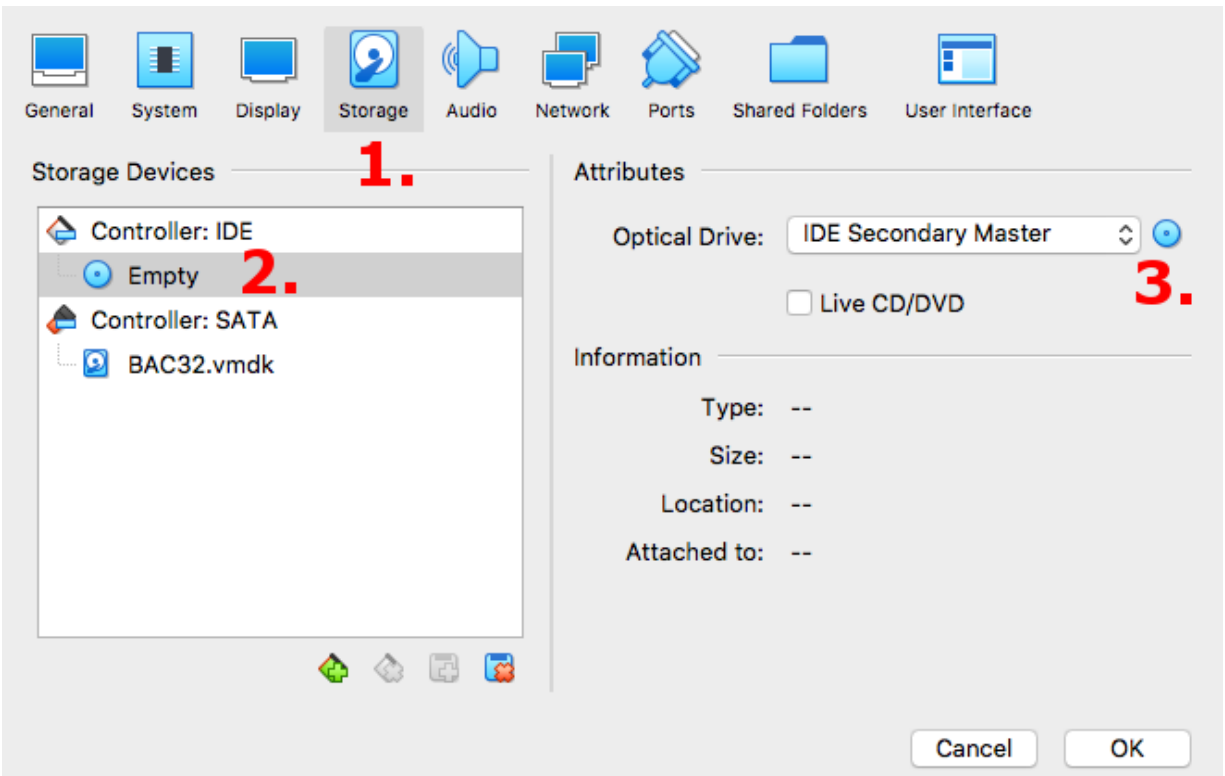 General System Display Storage Audio Network Ports Shared Folders User Interface
1.
Storage Devices
Controller: IDE
Empty 2.
Controller: SATA
BAC32.vmdk
Attributes
Optical Drive: IDE Secondary Master
3.
Live CD/DVD
Information
Type: --
Size: --
Location: --
Attached to: --
Cancel OK